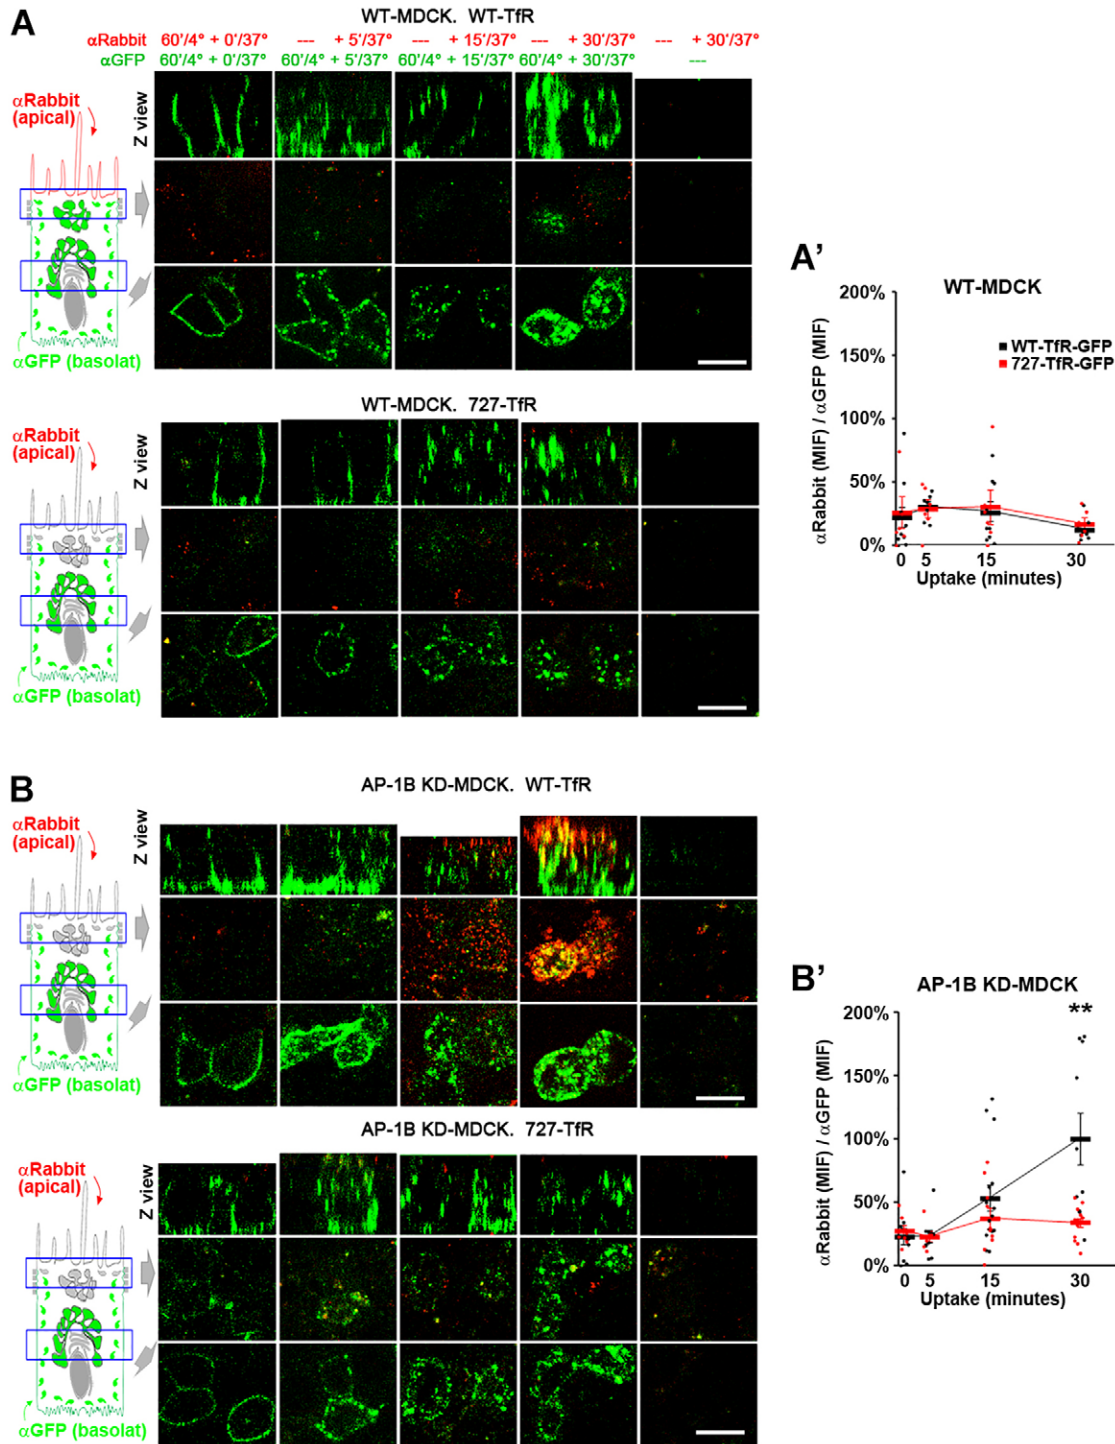 A
WT-MDCK. WT-TfR
αRabbit 60'/4° + 0'/37° --- + 5'/37° --- + 15'/37° --- + 30'/37° --- + 30'/37°
αGFP 60'/4° + 0'/37° 60'/4° + 5'/37° 60'/4° + 15'/37° 60'/4° + 30'/37° ---
αRabbit
(apical)
Z view
αGFP (basolat)
WT-MDCK. 727-TfR
αRabbit
(apical)
Z view
αGFP (basolat)
A'
WT-MDCK
200%
150%
100%
50%
0%
WT-TfR-GFP
727-TfR-GFP
αRabbit (MIF) / αGFP (MIF)
0 5 15 30
Uptake (minutes)
B
AP-1B KD-MDCK. WT-TfR
αRabbit
(apical)
Z view
αGFP (basolat)
AP-1B KD-MDCK. 727-TfR
αRabbit
(apical)
Z view
αGFP (basolat)
B'
AP-1B KD-MDCK
**
200%
150%
100%
50%
0%
αRabbit (MIF) / αGFP (MIF)
0 5 15 30
Uptake (minutes)